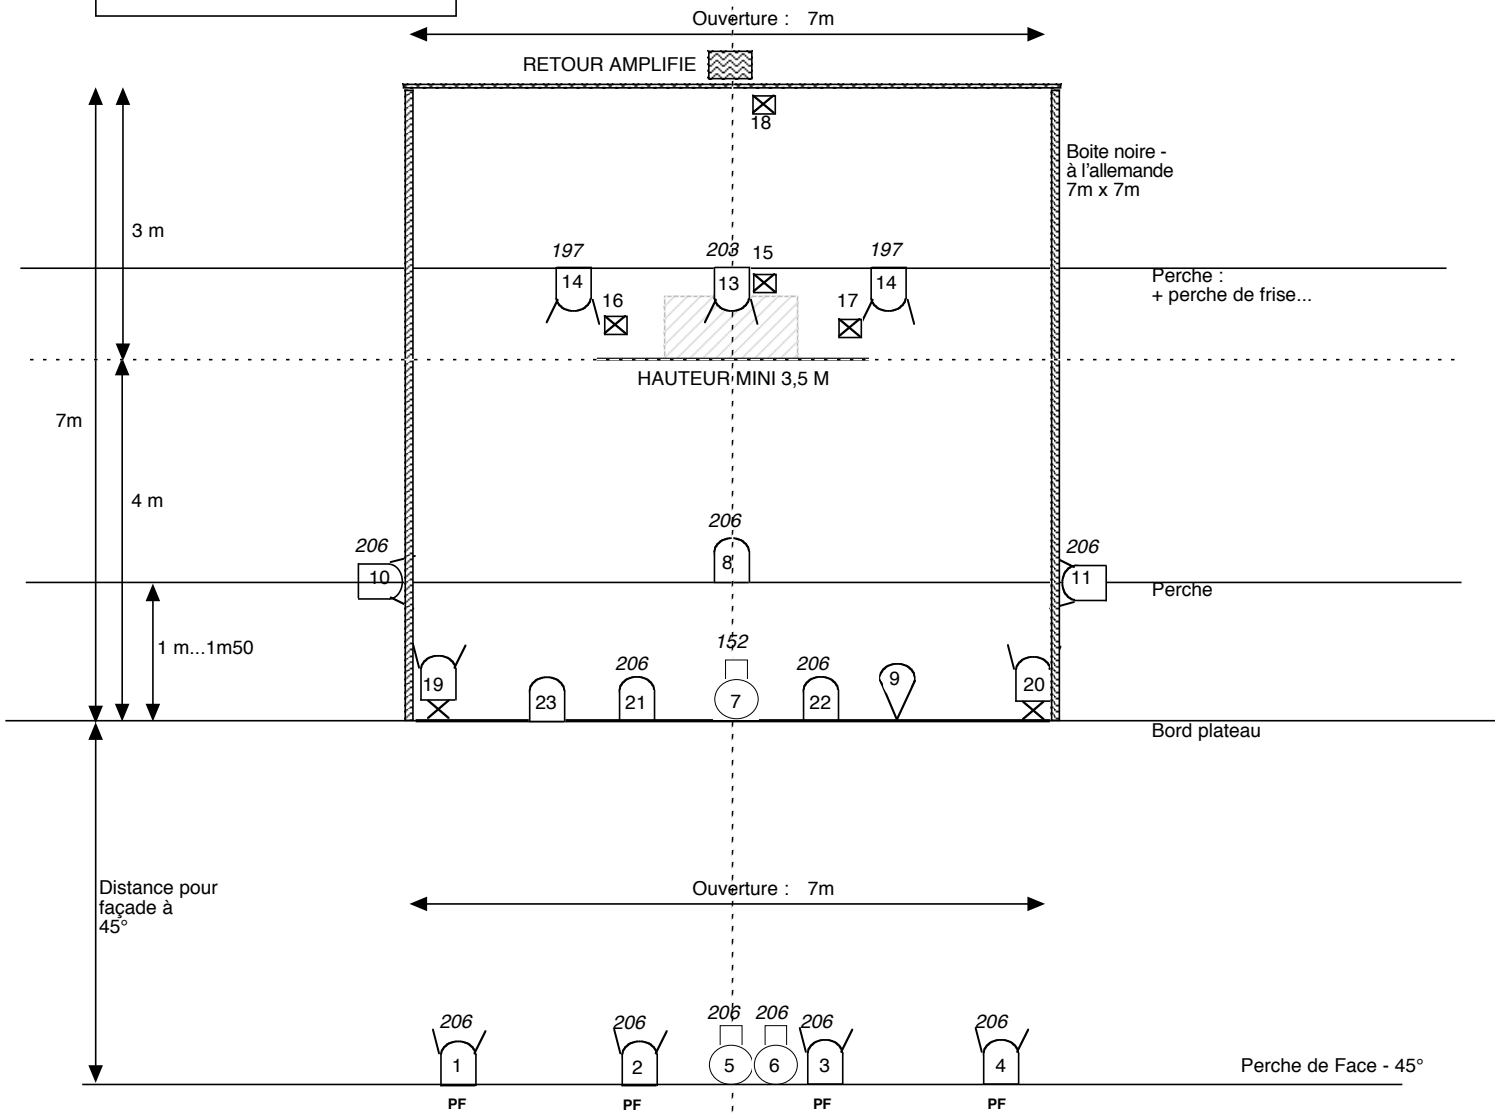 Ouverture : 7m
RETOUR AMPLIFIE
18
Boite noire -
à l'allemande
7m x 7m
3 m
197
203
15
197
14
13
14
16
17
Perche :
+ perche de frise...
HAUTEUR MINI 3,5 M
7m
4 m
206
8
206
10
206
11
Perche
1 m...1m50
152
206
206
9
19
23
21
7
22
20
Bord plateau
Distance pour
façade à
45°
Ouverture : 7m
206
206
206
206
206
206
1
2
5
6
3
4
Perche de Face - 45°
PF
PF
PF
PF